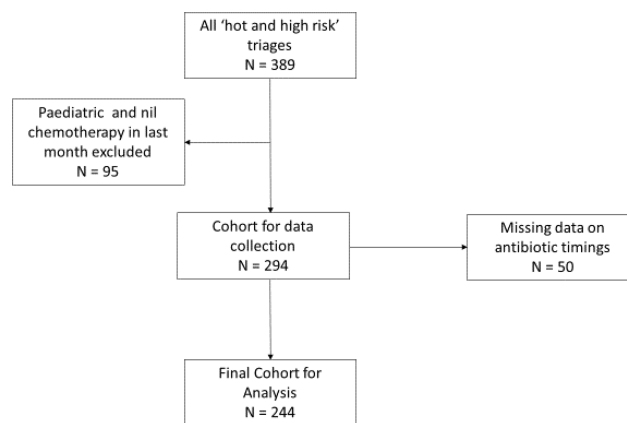 All ‘hot and high risk’
triages
N = 389
Paediatric and nil
chemotherapy in last
month excluded
N = 95
Cohort for data
collection
N = 294
Missing data on
antibiotic timings
N = 50
Final Cohort for
Analysis
N = 244